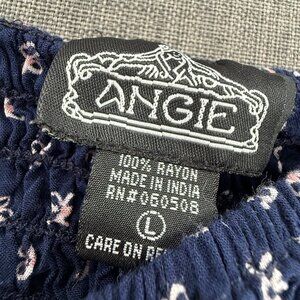 ANGIE
100% RAYON
MADE IN INDIA
RN#060508
L
CARE ON